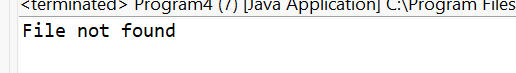 <terminated> Program4 (7) [Java Application] C:\Program Files
File not found